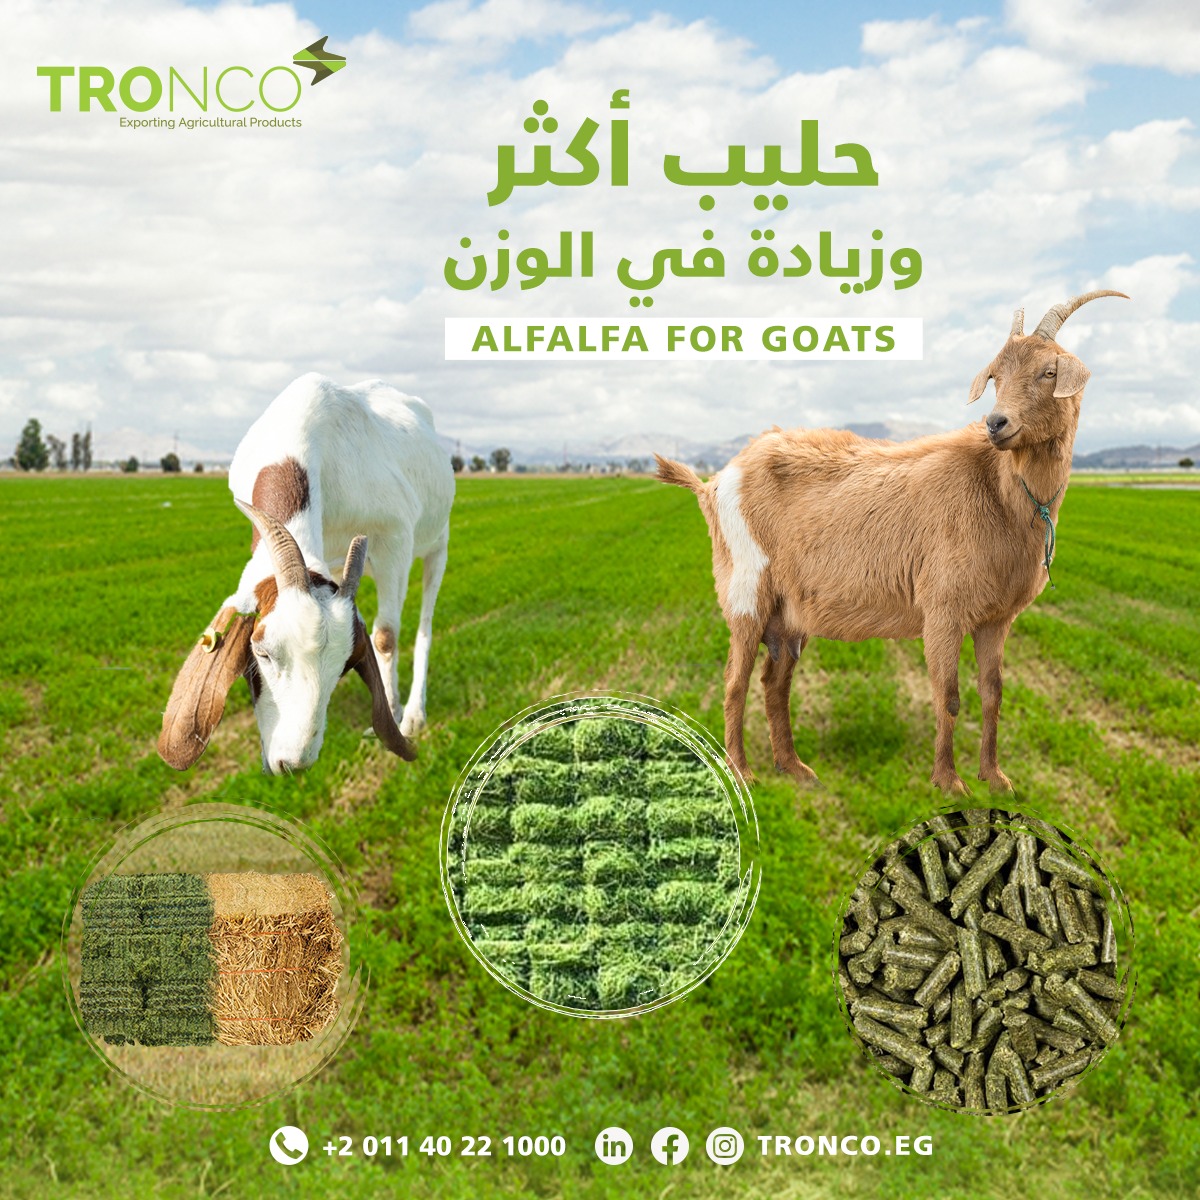 TRONCO
Exporting Agricultural Products
حليب أكثر
وزيادة في الوزن
ALFALFA FOR GOATS
+2 011 40 22 1000 in f TRONCO.EG